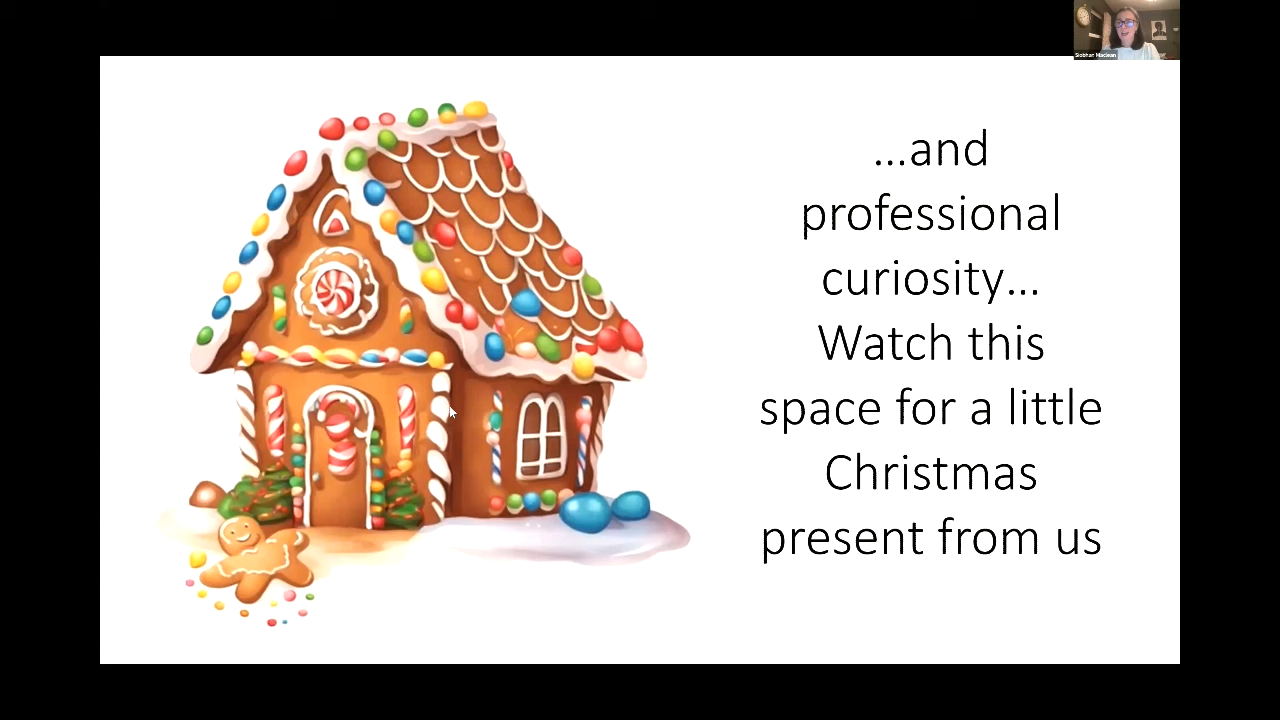 Siobhan Maclean
...and
professional
curiosity...
Watch this
space for a little
Christmas
present from us